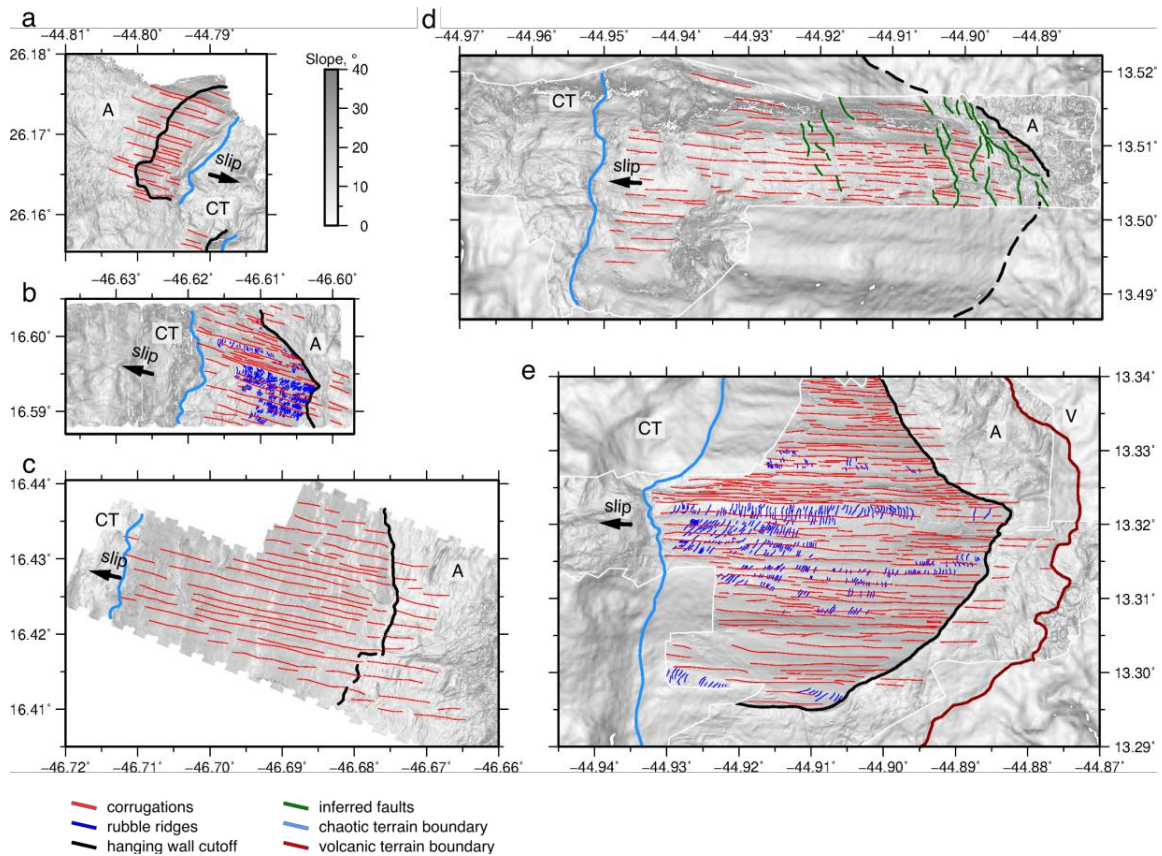 a
−44.81˚ −44.80˚ −44.79˚
26.18˚
26.17˚
26.16˚
A
slip
CT
Slope, °
40
30
20
10
0
b
−46.63˚ −46.62˚ −46.61˚ −46.60˚
16.60˚
16.59˚
CT
A
slip
c
16.44˚
16.43˚
16.42˚
16.41˚
CT
slip
A
−46.72˚ −46.71˚ −46.70˚ −46.69˚ −46.68˚ −46.67˚ −46.66˚
d
−44.97˚ −44.96˚ −44.95˚ −44.94˚ −44.93˚ −44.92˚ −44.91˚ −44.90˚ −44.89˚
13.52˚
13.51˚
13.50˚
13.49˚
CT
slip
A
e
13.34˚
13.33˚
13.32˚
13.31˚
13.30˚
13.29˚
CT
slip
A
V
−44.94˚ −44.93˚ −44.92˚ −44.91˚ −44.90˚ −44.88˚ −44.87˚
corrugations
rubble ridges
hanging wall cutoff
inferred faults
chaotic terrain boundary
volcanic terrain boundary